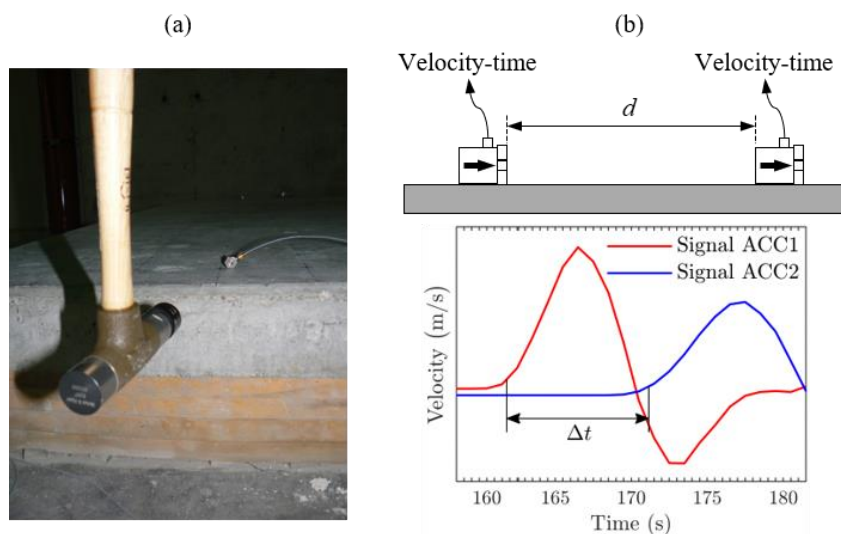 (a)
(b)
Velocity-time
Velocity-time
d
Signal ACC1
Signal ACC2
Velocity (m/s)
Δt
160
165
170
175
180
Time (s)